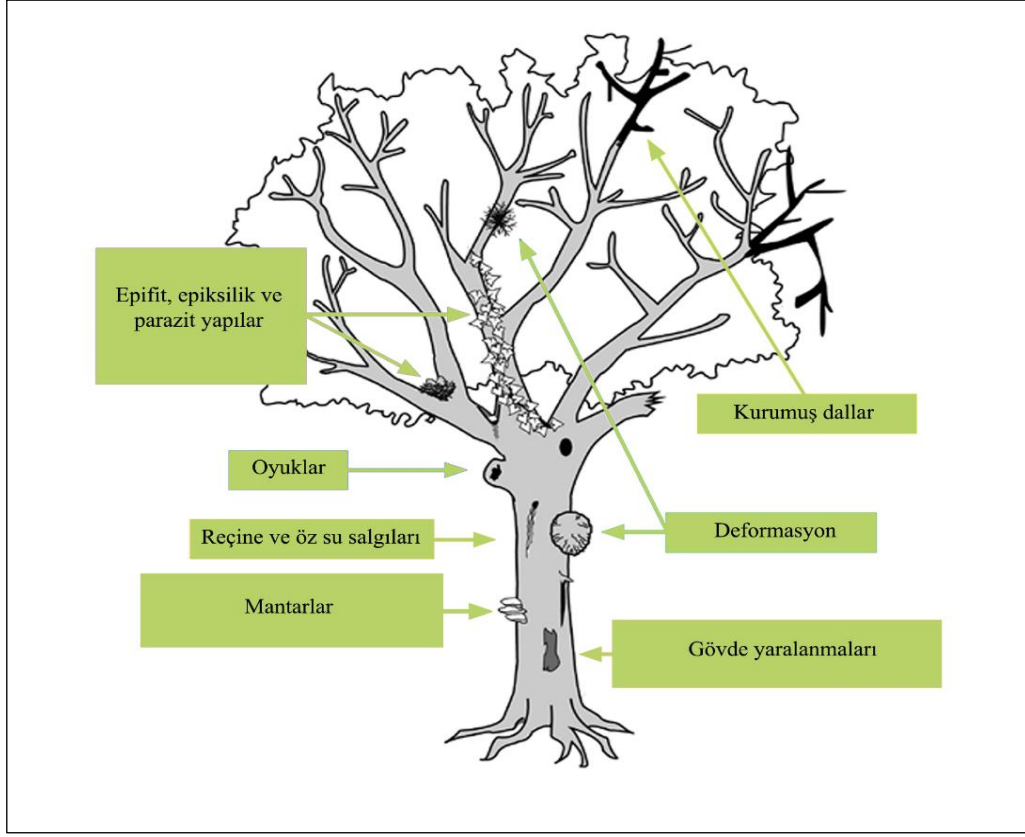 Epifit, epiksilik ve
parazit yapılar
Kurumuş dallar
Oyuklar
Reçine ve öz su salgıları
Deformasyon
Mantarlar
Gövde yaralanmaları